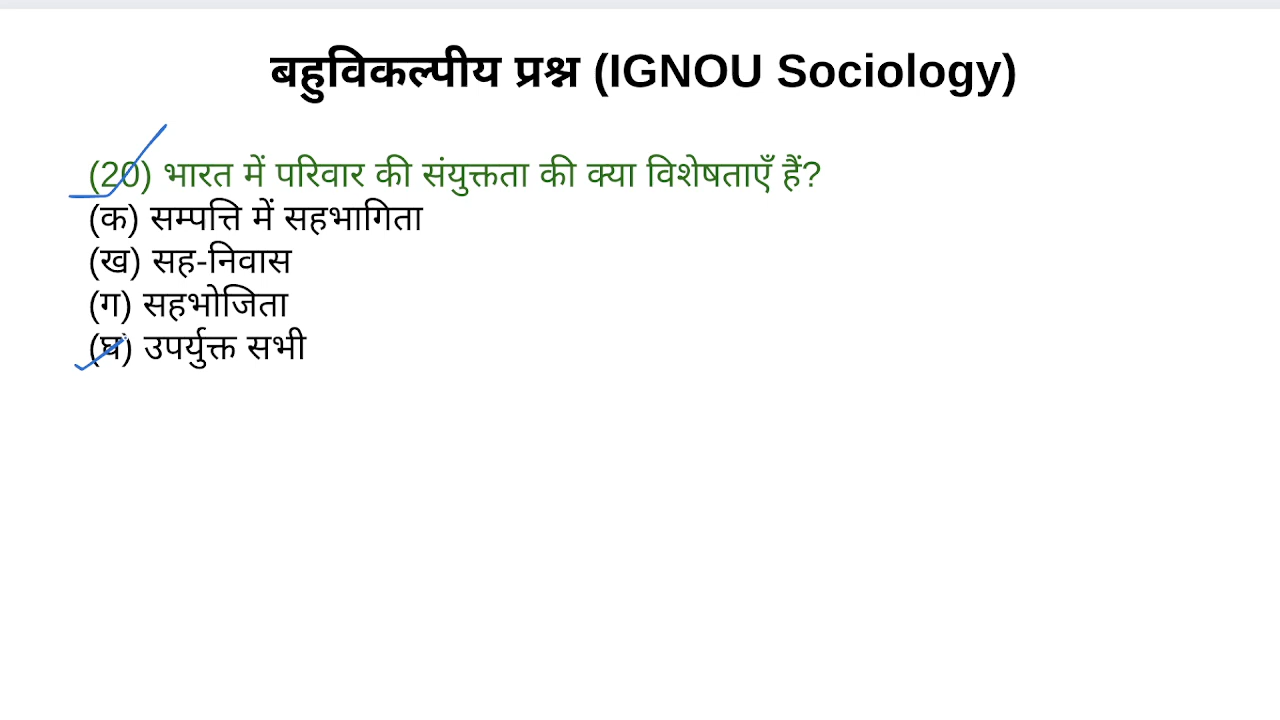 बहुविकल्पीय प्रश्न (IGNOU Sociology)
(20) भारत में परिवार की संयुक्तता की क्या विशेषताएँ हैं?
(क) सम्पत्ति में सहभागिता
(ख) सह-निवास
(ग) सहभोजिता
(घ) उपर्युक्त सभी